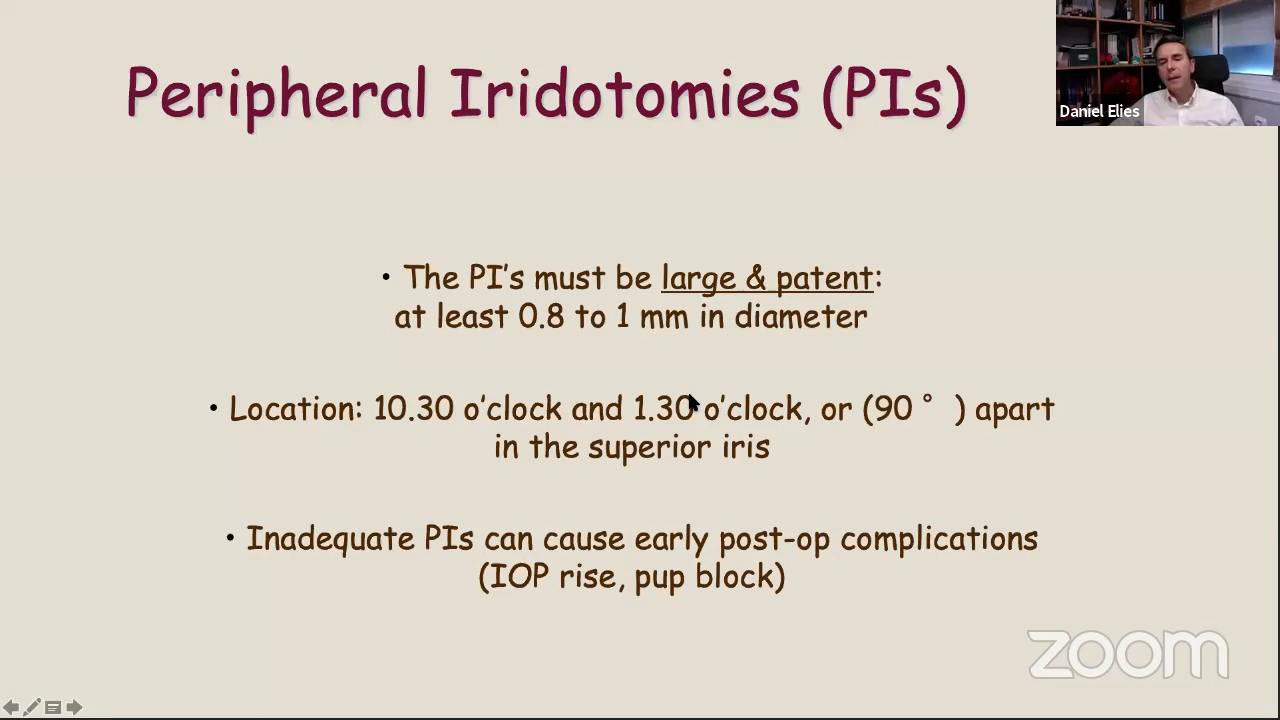 Peripheral Iridotomies (PIs)
Daniel Elies
• The PI's must be large & patent:
at least 0.8 to 1 mm in diameter
• Location: 10.30 o'clock and 1.30 o'clock, or (90 ° ) apart
in the superior iris
• Inadequate PIs can cause early post-op complications
(IOP rise, pup block)
zoom